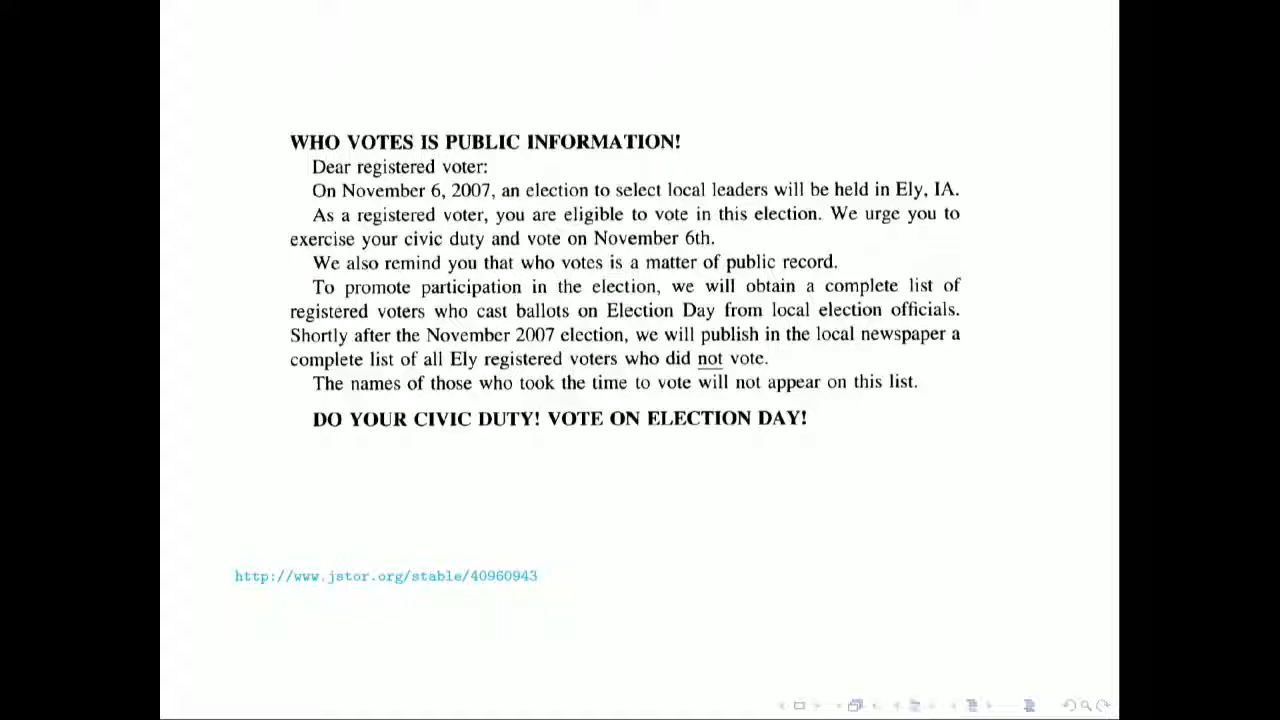 WHO VOTES IS PUBLIC INFORMATION!
Dear registered voter:
On November 6, 2007, an election to select local leaders will be held in Ely, IA.
As a registered voter, you are eligible to vote in this election. We urge you to
exercise your civic duty and vote on November 6th.
We also remind you that who votes is a matter of public record.
To promote participation in the election, we will obtain a complete list of
registered voters who cast ballots on Election Day from local election officials.
Shortly after the November 2007 election, we will publish in the local newspaper a
complete list of all Ely registered voters who did not vote.
The names of those who took the time to vote will not appear on this list.
DO YOUR CIVIC DUTY! VOTE ON ELECTION DAY!
http://www.jstor.org/stable/40960943